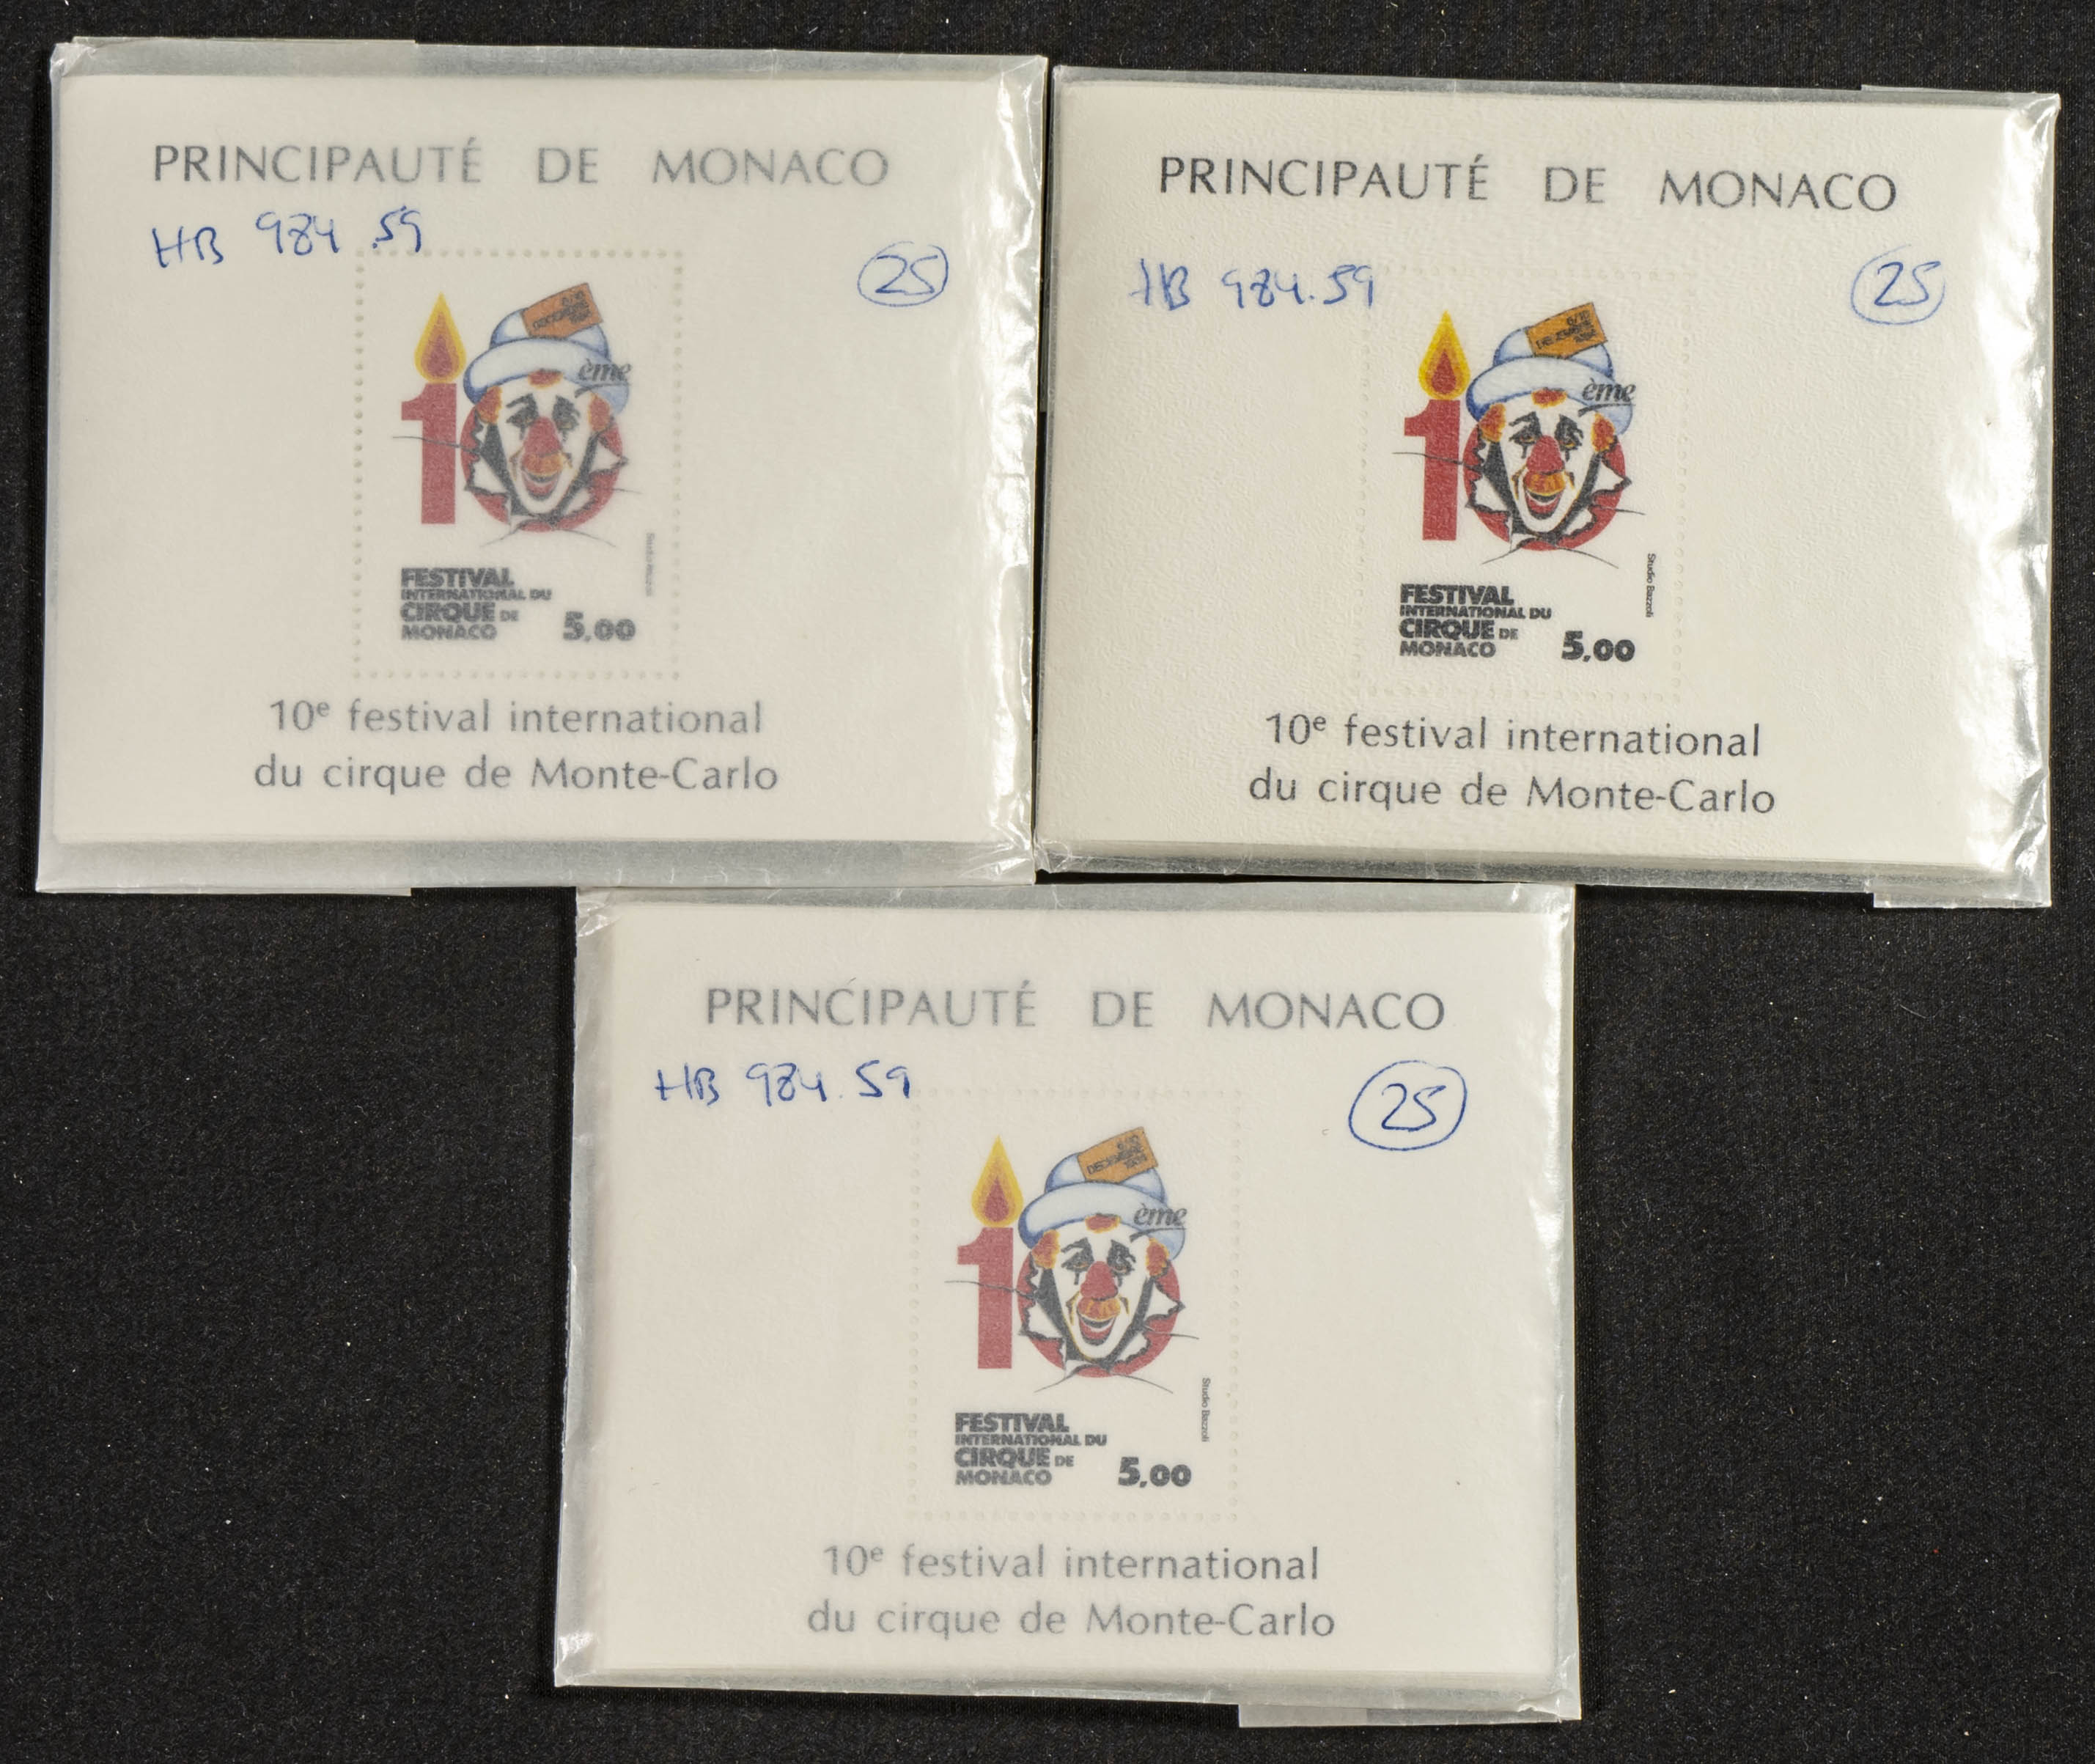 PRINCIPAUTÉ DE MONACO
HB 984.59
25
ème
10
FESTIVAL
INTERNATIONAL DU
CIRQUE DE
MONACO
5.00
10e festival international
du cirque de Monte-Carlo
PRINCIPAUTÉ DE MONACO
HB 984.59
25
ème
10
Studio Bazzoli
FESTIVAL
INTERNATIONAL DU
CIRQUE DE
MONACO
5.00
10e festival international
du cirque de Monte-Carlo
PRINCIPAUTÉ DE MONACO
HB 984.59
25
DECEMBRE
ème
10
Studio Bazzoli
FESTIVAL
INTERNATIONAL DU
CIRQUE DE
MONACO
5.00
10e festival international
du cirque de Monte-Carlo